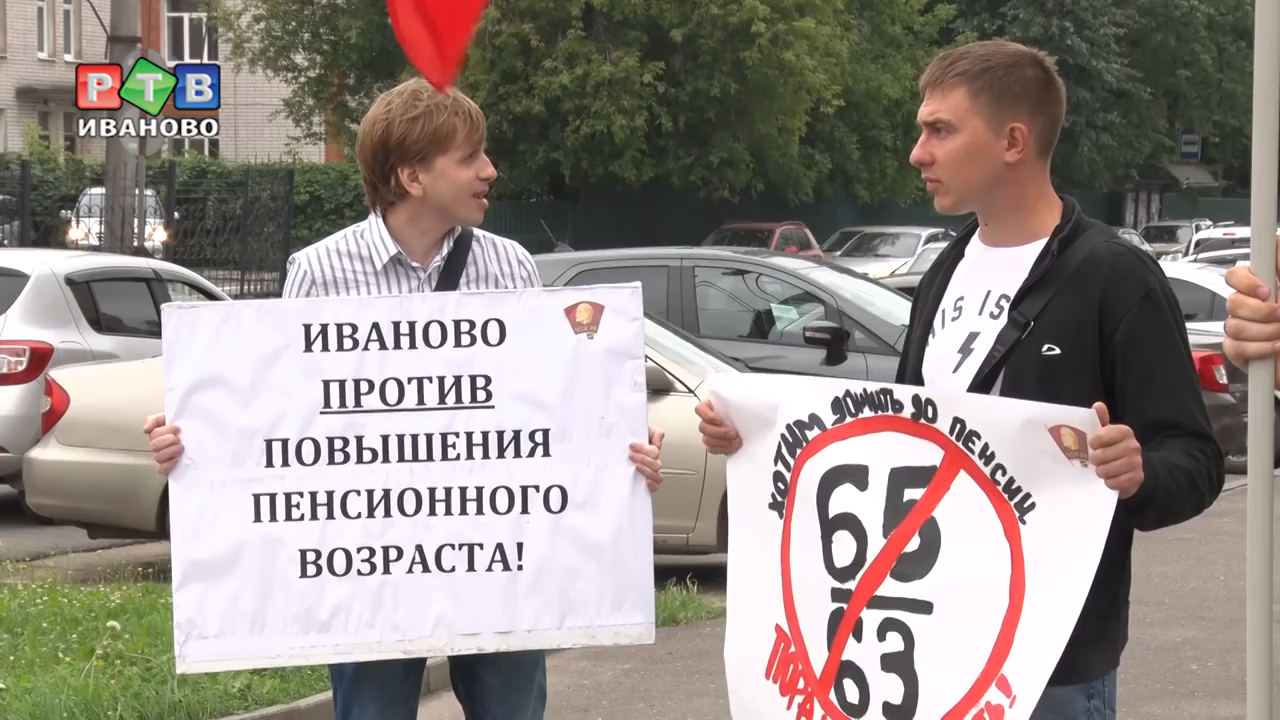 РТВ
ИВАНОВО
ИВАНОВО
ПРОТИВ
ПОВЫШЕНИЯ
ПЕНСИОННОГО
ВОЗРАСТА!
IS IS
ХОТИМ ДОЖИТЬ ДО ПЕНСИИ
65
63